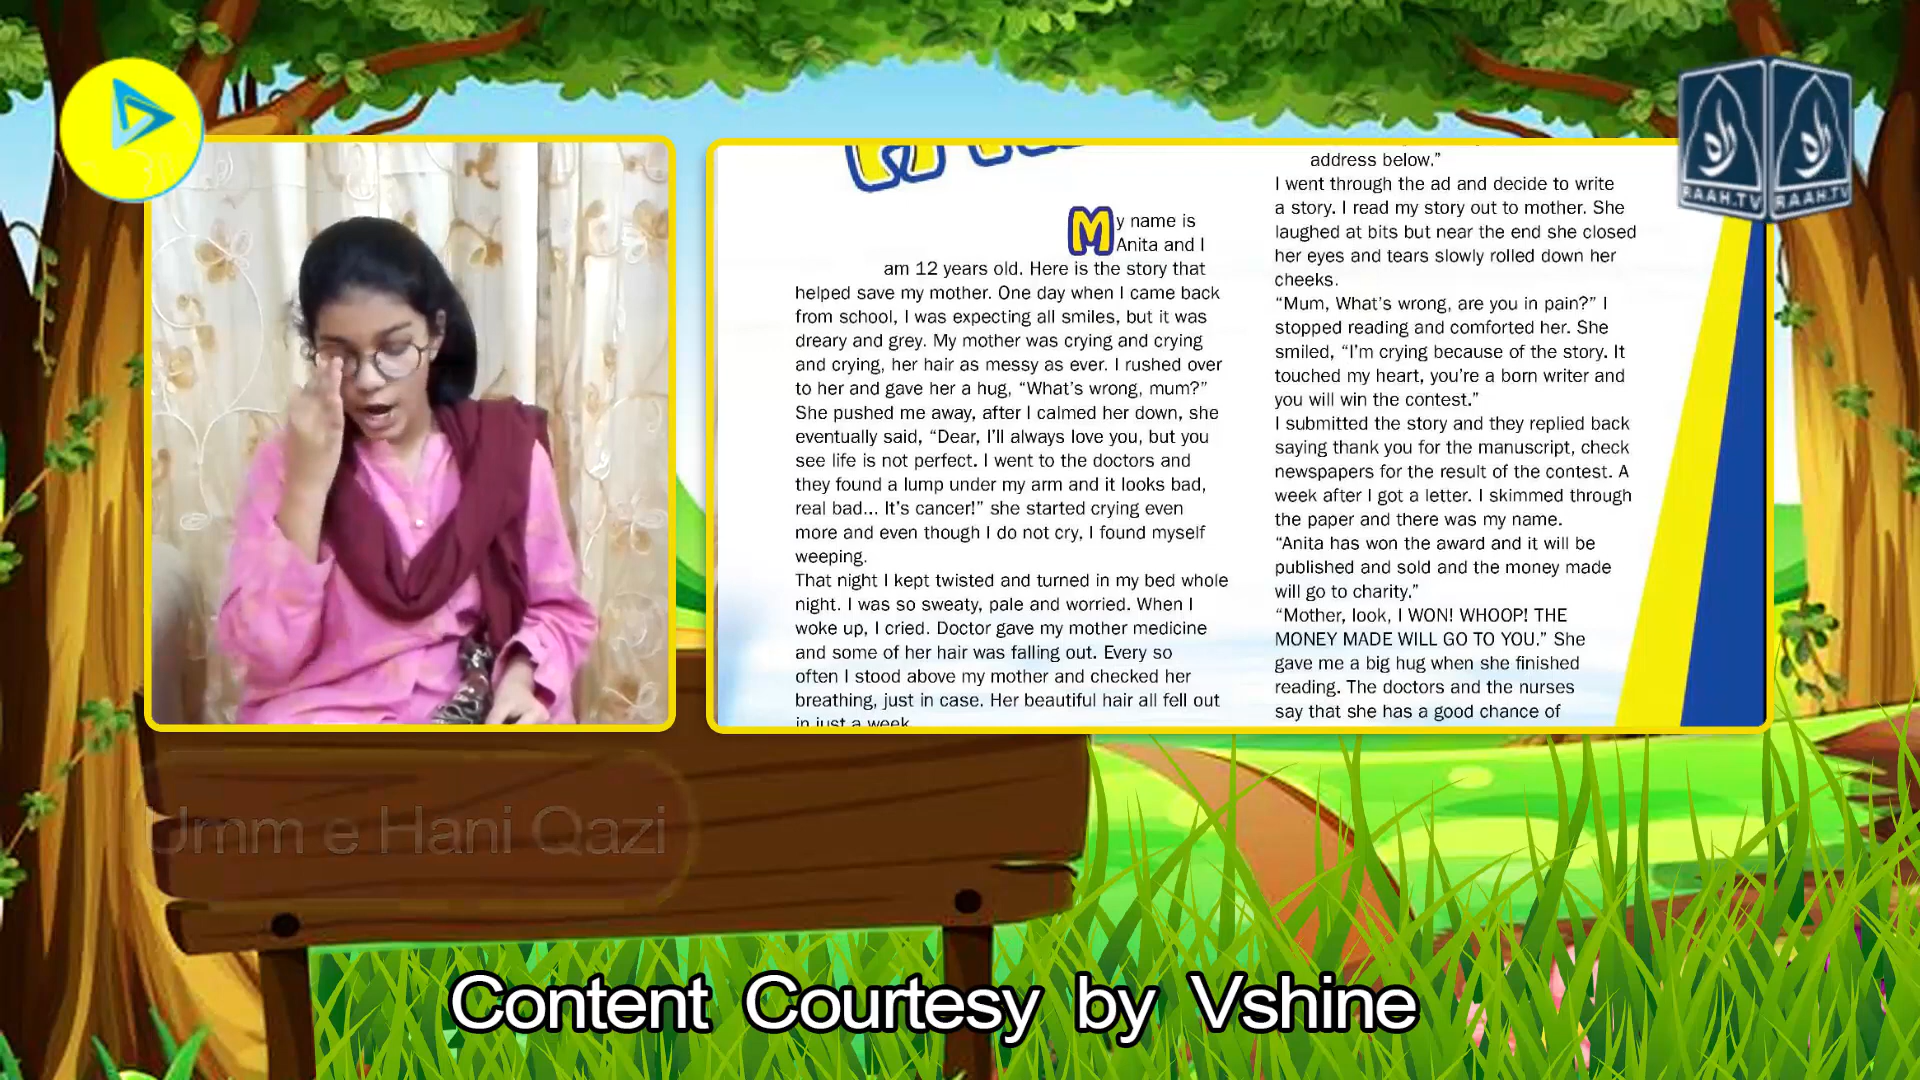 RAAH.TV RAAH.TV
My name is
Anita and I
am 12 years old. Here is the story that
helped save my mother. One day when I came back
from school, I was expecting all smiles, but it was
dreary and grey. My mother was crying and crying
and crying, her hair as messy as ever. I rushed over
to her and gave her a hug, “What’s wrong, mum?”
She pushed me away, after I calmed her down, she
eventually said, “Dear, I’ll always love you, but you
see life is not perfect. I went to the doctors and
they found a lump under my arm and it looks bad,
real bad... It’s cancer!” she started crying even
more and even though I do not cry, I found myself
weeping.
That night I kept twisted and turned in my bed whole
night. I was so sweaty, pale and worried. When I
woke up, I cried. Doctor gave my mother medicine
and some of her hair was falling out. Every so
often I stood above my mother and checked her
breathing, just in case. Her beautiful hair all fell out
in just a week.
address below.”
I went through the ad and decide to write
a story. I read my story out to mother. She
laughed at bits but near the end she closed
her eyes and tears slowly rolled down her
cheeks.
“Mum, What’s wrong, are you in pain?” I
stopped reading and comforted her. She
smiled, “I’m crying because of the story. It
touched my heart, you’re a born writer and
you will win the contest.”
I submitted the story and they replied back
saying thank you for the manuscript, check
newspapers for the result of the contest. A
week after I got a letter. I skimmed through
the paper and there was my name.
“Anita has won the award and it will be
published and sold and the money made
will go to charity.”
“Mother, look, I WON! WHOOP! THE
MONEY MADE WILL GO TO YOU.” She
gave me a big hug when she finished
reading. The doctors and the nurses
say that she has a good chance of
Umm e Hani Qazi
Content Courtesy by Vshine